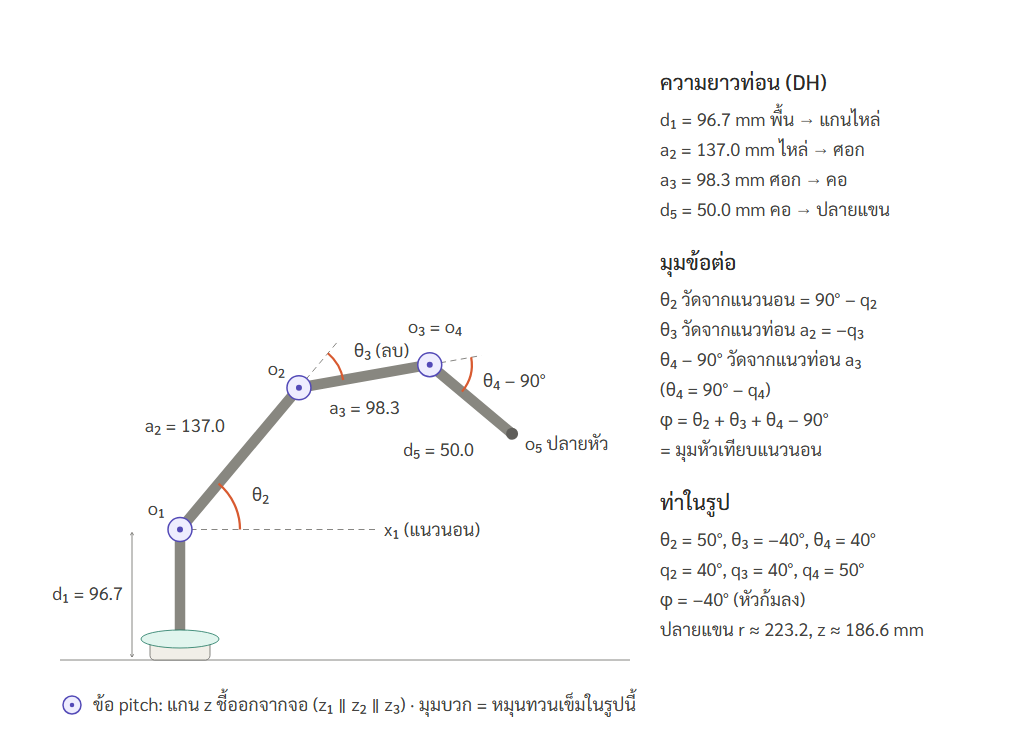 ความยาวท่อน (DH)
d₁ = 96.7 mm พื้น → แกนไหล่
a₂ = 137.0 mm ไหล่ → ศอก
a₃ = 98.3 mm ศอก → คอ
d₅ = 50.0 mm คอ → ปลายแขน
มุมข้อต่อ
θ₂ วัดจากแนวนอน = 90° − q₂
θ₃ วัดจากแนวท่อน a₂ = −q₃
θ₄ − 90° วัดจากแนวท่อน a₃
(θ₄ = 90° − q₄)
φ = θ₂ + θ₃ + θ₄ − 90°
= มุมหัวเทียบแนวนอน
ท่าในรูป
θ₂ = 50°, θ₃ = −40°, θ₄ = 40°
q₂ = 40°, q₃ = 40°, q₄ = 50°
φ = −40° (หัวก้มลง)
ปลายแขน r ≈ 223.2, z ≈ 186.6 mm
o₃ = o₄
θ₃ (ลบ)
o₂
θ₄ − 90°
a₃ = 98.3
a₂ = 137.0
o₅ ปลายหัว
d₅ = 50.0
θ₂
o₁
x₁ (แนวนอน)
d₁ = 96.7
ข้อ pitch: แกน z ชี้ออกจากจอ (z₁ ∥ z₂ ∥ z₃) · มุมบวก = หมุนทวนเข็มในรูปนี้